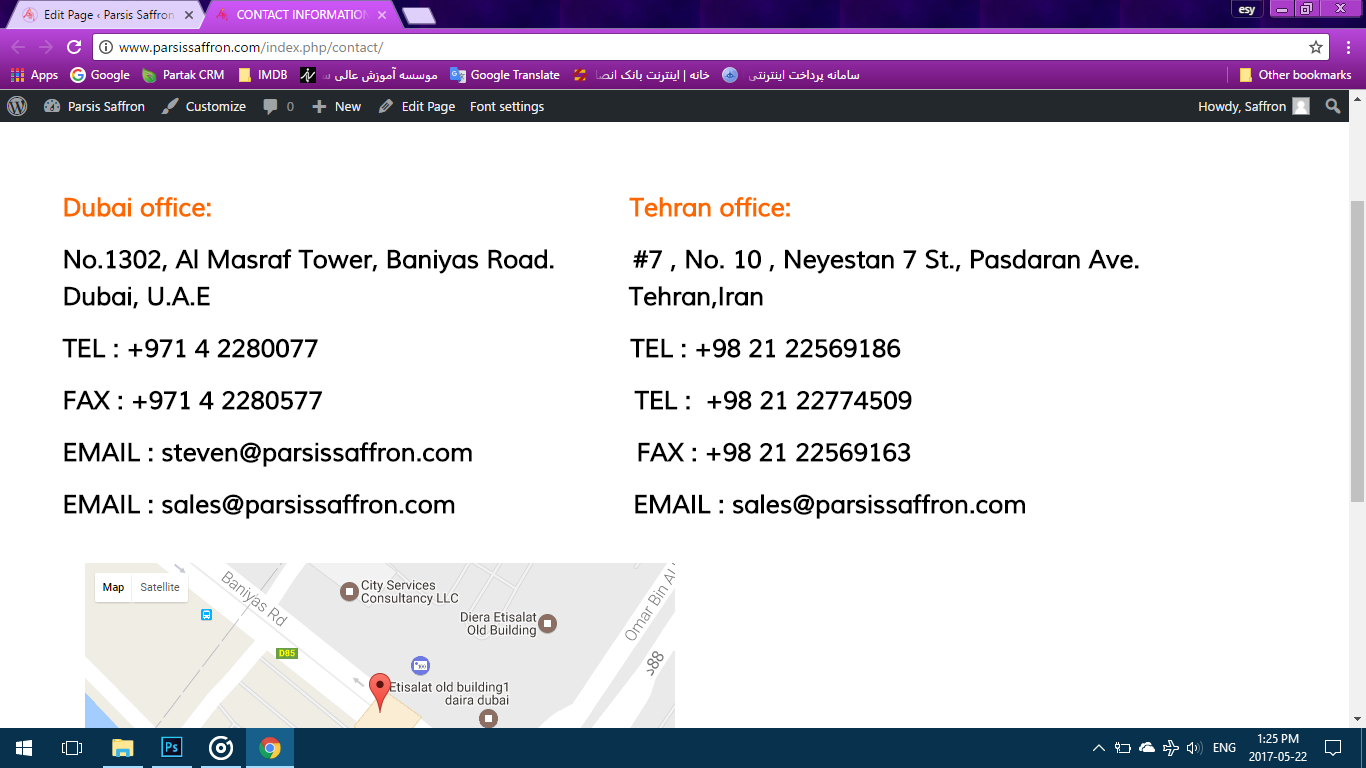 Edit Page ‹ Parsis Saffron
CONTACT INFORMATION
esy
www.parsissaffron.com/index.php/contact/
Apps
Google
Partak CRM
IMDB
موسسه آموزش عالی
Google Translate
خانه | اینترنت بانک انصا
سامانه پرداخت اینترنتی
Other bookmarks
Parsis Saffron
Customize
0
New
Edit Page
Font settings
Howdy, Saffron
Dubai office:
No.1302, Al Masraf Tower, Baniyas Road.
Dubai, U.A.E
TEL : +971 4 2280077
FAX : +971 4 2280577
EMAIL : steven@parsissaffron.com
EMAIL : sales@parsissaffron.com
Tehran office:
#7 , No. 10 , Neyestan 7 St., Pasdaran Ave.
Tehran,Iran
TEL : +98 21 22569186
TEL :  +98 21 22774509
FAX : +98 21 22569163
EMAIL : sales@parsissaffron.com
Map
Satellite
Baniyas Rd
City Services
Consultancy LLC
Diera Etisalat
Old Building
Omar Bin Al
D85
D88
Etisalat old building1
daira dubai
Ps
ENG
1:25 PM
2017-05-22